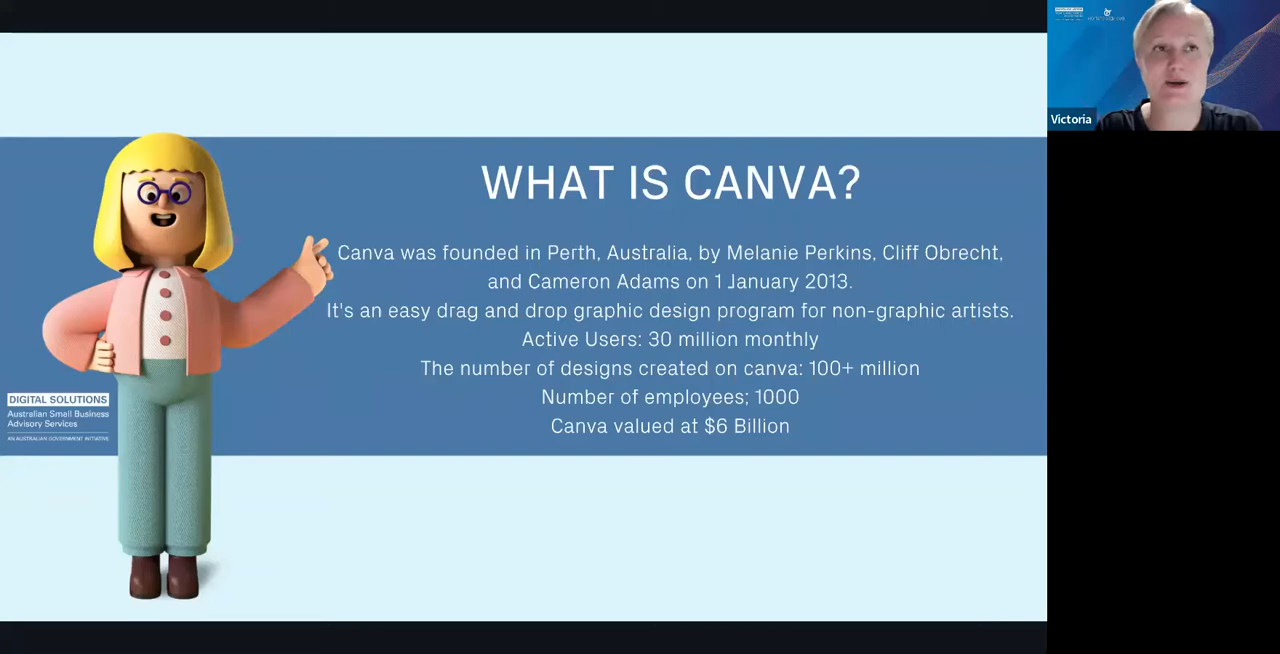 WHAT IS CANVA?
Canva was founded in Perth, Australia, by Melanie Perkins, Cliff Obrecht,
and Cameron Adams on 1 January 2013.
It's an easy drag and drop graphic design program for non-graphic artists.
Active Users: 30 million monthly
The number of designs created on canva: 100+ million
Number of employees; 1000
Canva valued at $6 Billion
DIGITAL SOLUTIONS
Australian Small Business
Advisory Services
AN AUSTRALIAN GOVERNMENT INITIATIVE
Victoria